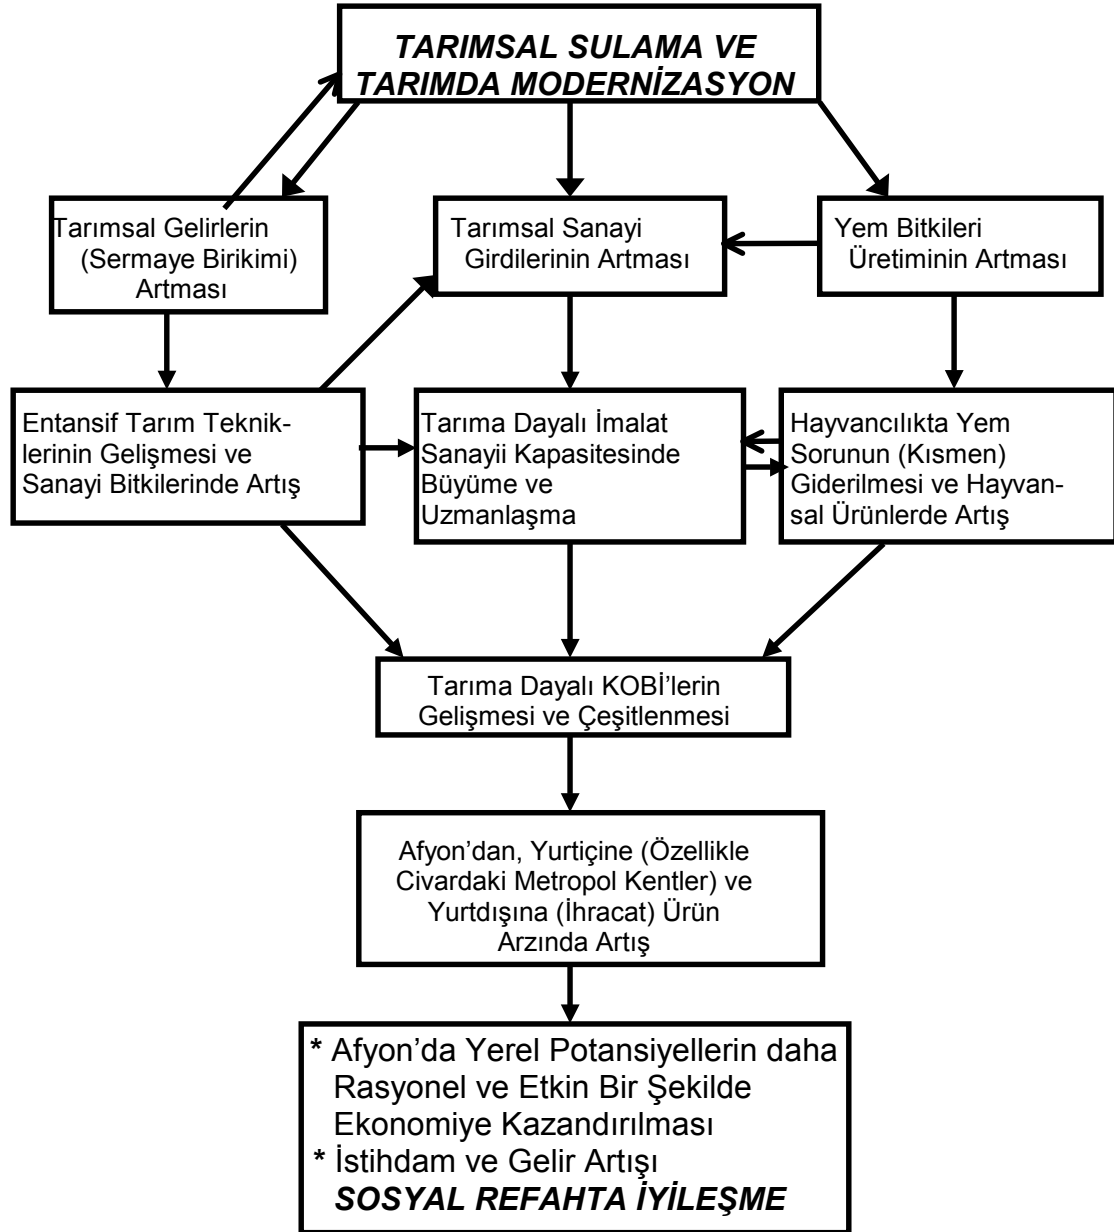 TARIMSAL SULAMA VE
TARIMDA MODERNİZASYON
Tarımsal Gelirlerin
(Sermaye Birikimi)
Artması
Tarımsal Sanayi
Girdilerinin Artması
Yem Bitkileri
Üretiminin Artması
Entansif Tarım Teknik-
lerinin Gelişmesi ve
Sanayi Bitkilerinde Artış
Tarıma Dayalı İmalat
Sanayii Kapasitesinde
Büyüme ve
Uzmanlaşma
Hayvancılıkta Yem
Sorunun (Kısmen)
Giderilmesi ve Hayvan-
sal Ürünlerde Artış
Tarıma Dayalı KOBİ’lerin
Gelişmesi ve Çeşitlenmesi
Afyon’dan, Yurtiçine (Özellikle
Civardaki Metropol Kentler) ve
Yurtdışına (İhracat) Ürün
Arzında Artış
* Afyon’da Yerel Potansiyellerin daha
Rasyonel ve Etkin Bir Şekilde
Ekonomiye Kazandırılması
* İstihdam ve Gelir Artışı
SOSYAL REFAHTA İYİLEŞME